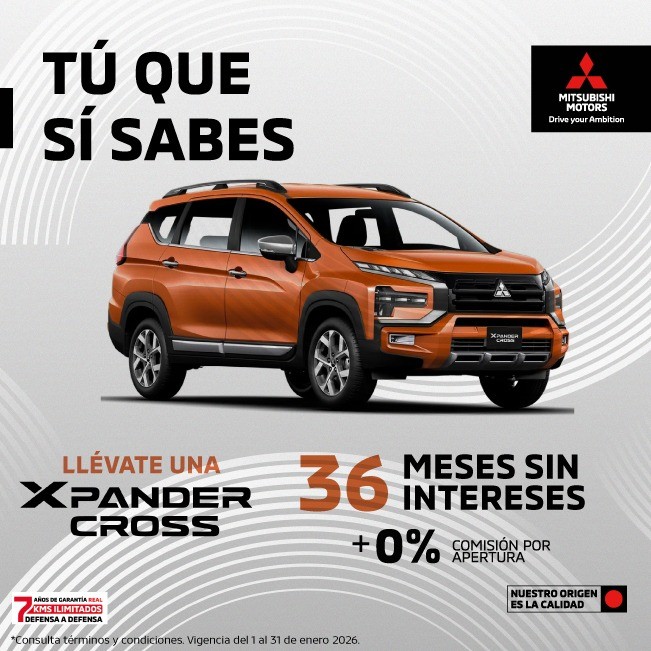 TÚ QUE
SÍ SABES
MITSUBISHI
MOTORS
Drive your Ambition
XPANDER
CROSS
LLÉVATE UNA
XPANDER
CROSS
36 MESES SIN
INTERESES
+0% COMISIÓN POR
APERTURA
7 AÑOS DE GARANTÍA REAL
KMS ILIMITADOS
DEFENSA A DEFENSA
NUESTRO ORIGEN
ES LA CALIDAD
*Consulta términos y condiciones. Vigencia del 1 al 31 de enero 2026.